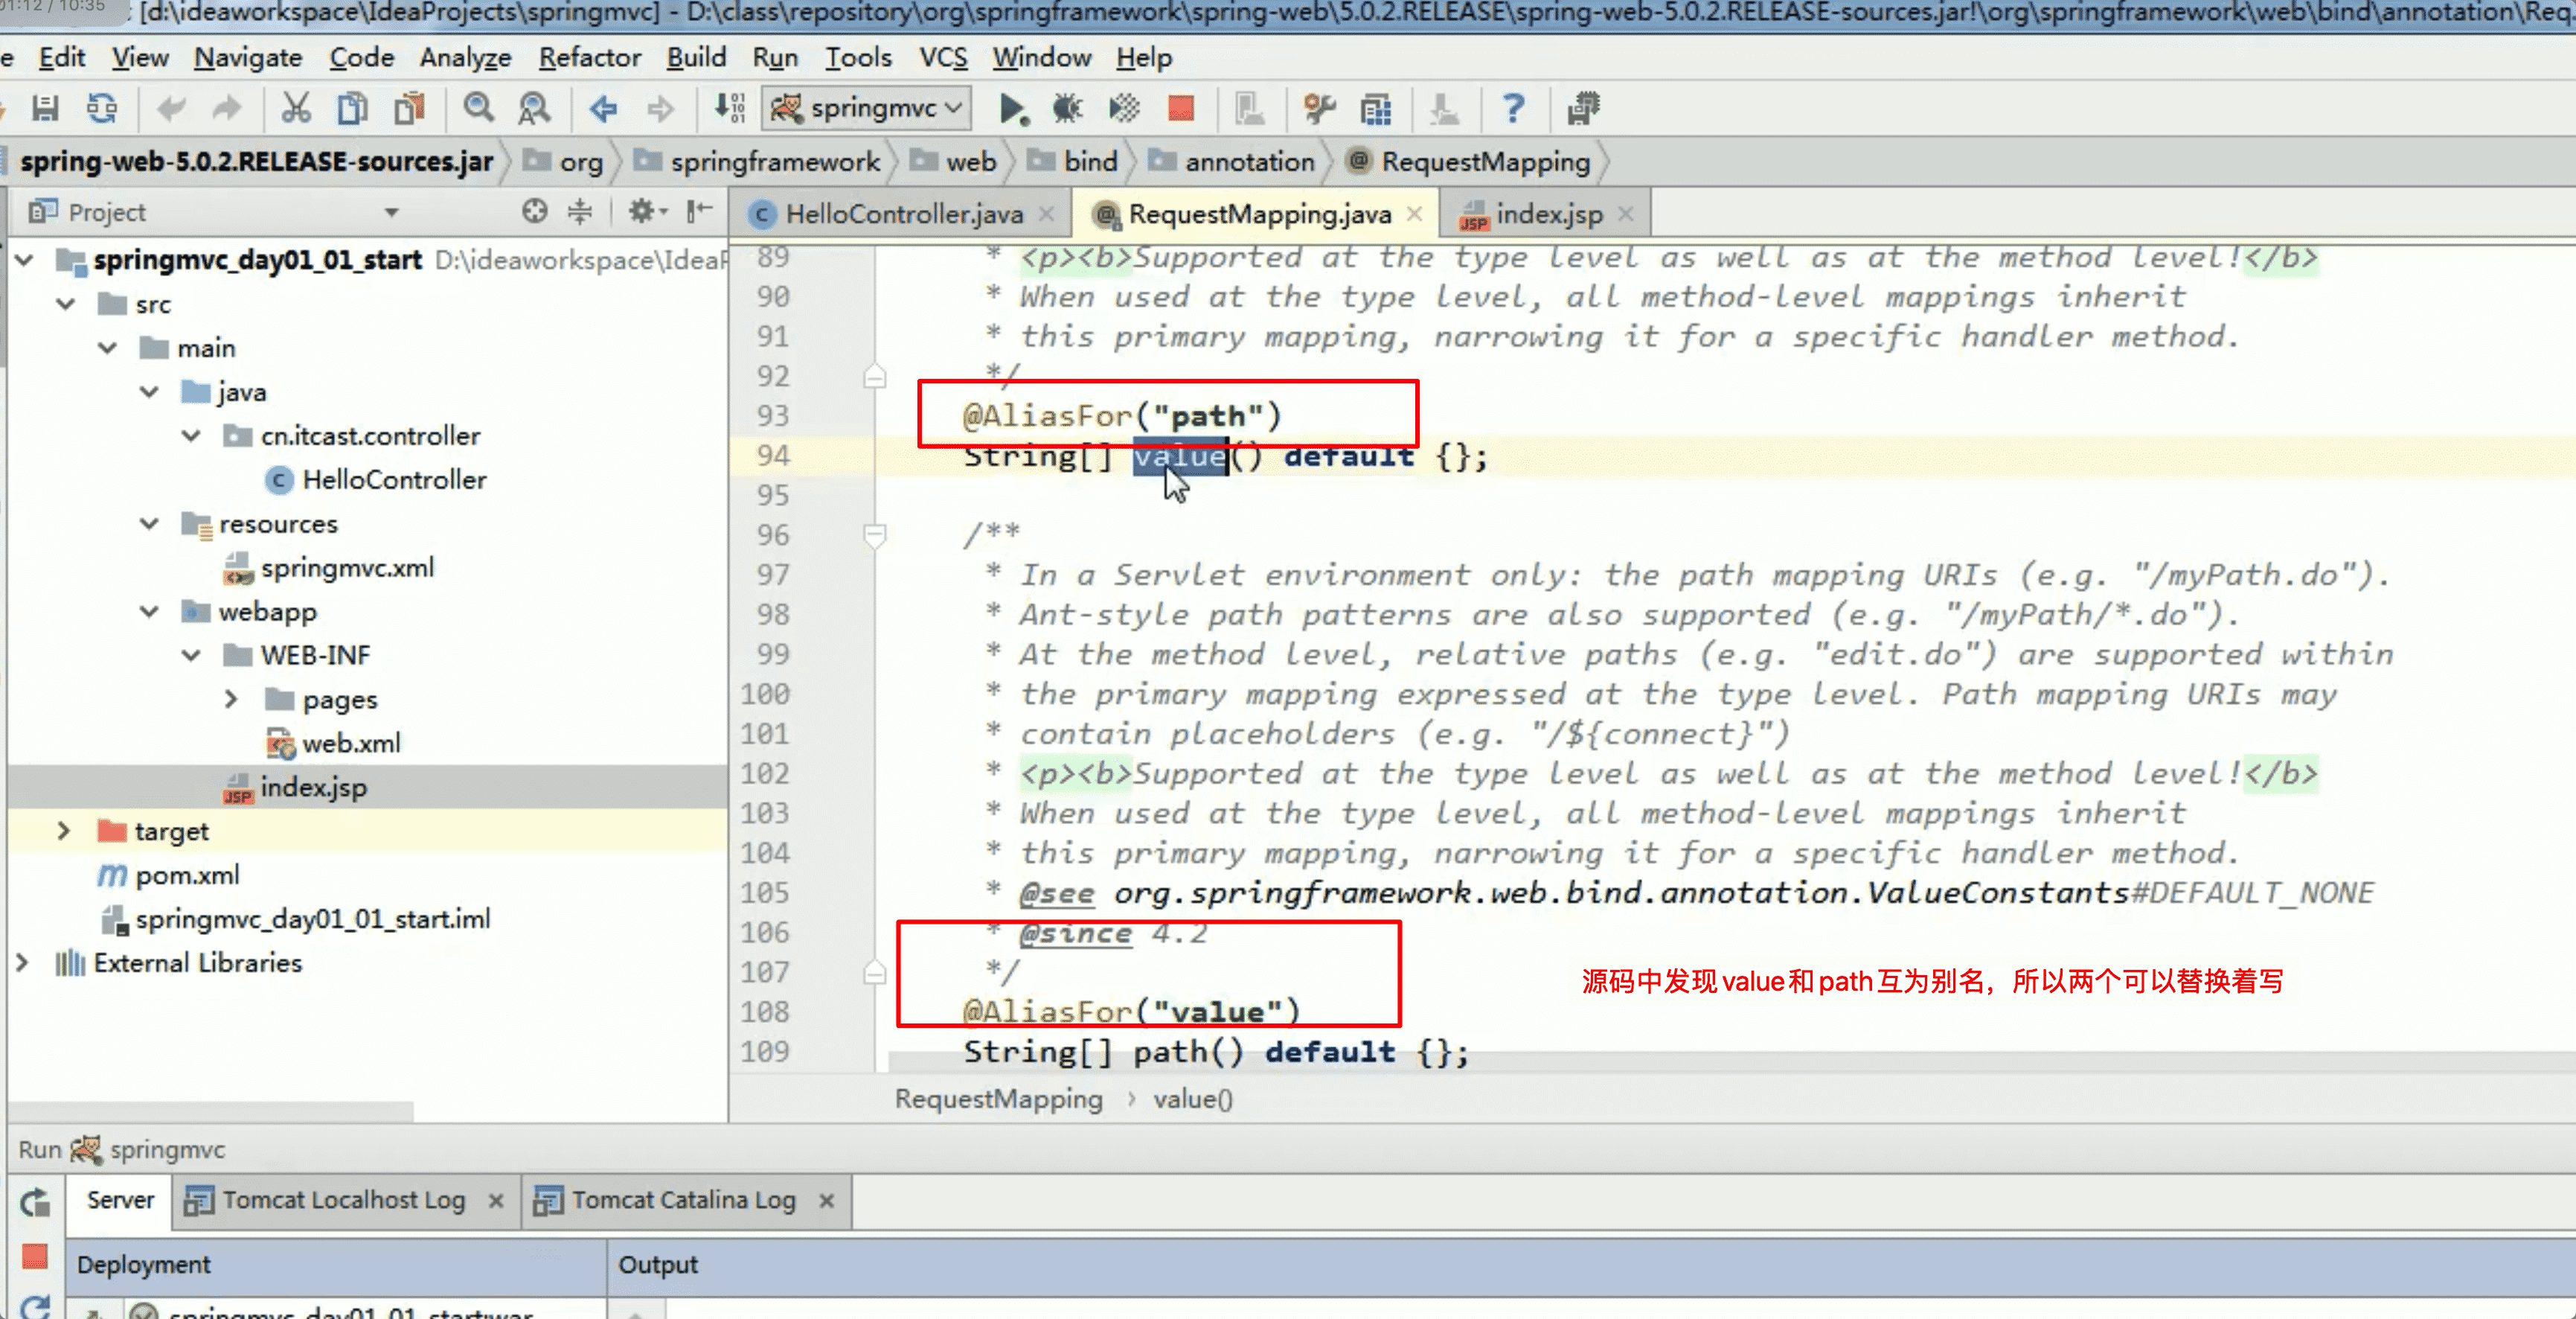 01:12 / 10:35
[d:\ideaworkspace\IdeaProjects\springmvc] - D:\class\repository\org\springframework\spring-web\5.0.2.RELEASE\spring-web-5.0.2.RELEASE-sources.jar!\org\springframework\web\bind\annotation\Req
e Edit View Navigate Code Analyze Refactor Build Run Tools VCS Window Help
springmvc
spring-web-5.0.2.RELEASE-sources.jar org springframework web bind annotation RequestMapping
Project
HelloController.java RequestMapping.java index.jsp
springmvc_day01_01_start D:\ideaworkspace\IdeaP
src
main
java
cn.itcast.controller
HelloController
resources
springmvc.xml
webapp
WEB-INF
pages
web.xml
index.jsp
target
pom.xml
springmvc_day01_01_start.iml
External Libraries
89 * <p><b>Supported at the type level as well as at the method level!</b>
90 * When used at the type level, all method-level mappings inherit
91 * this primary mapping, narrowing it for a specific handler method.
92 */
93 @AliasFor("path")
94 String[] value() default {};
95
96 /**
97 * In a Servlet environment only: the path mapping URIs (e.g. "/myPath.do").
98 * Ant-style path patterns are also supported (e.g. "/myPath/*.do").
99 * At the method level, relative paths (e.g. "edit.do") are supported within
100 * the primary mapping expressed at the type level. Path mapping URIs may
101 * contain placeholders (e.g. "/${connect}")
102 * <p><b>Supported at the type level as well as at the method level!</b>
103 * When used at the type level, all method-level mappings inherit
104 * this primary mapping, narrowing it for a specific handler method.
105 * @see org.springframework.web.bind.annotation.ValueConstants#DEFAULT_NONE
106 * @since 4.2
107 */
源码中发现value和path互为别名，所以两个可以替换着写
108 @AliasFor("value")
109 String[] path() default {};
RequestMapping value()
Run springmvc
Server Tomcat Localhost Log Tomcat Catalina Log
Deployment Output
springmvc_day01_01_start:war